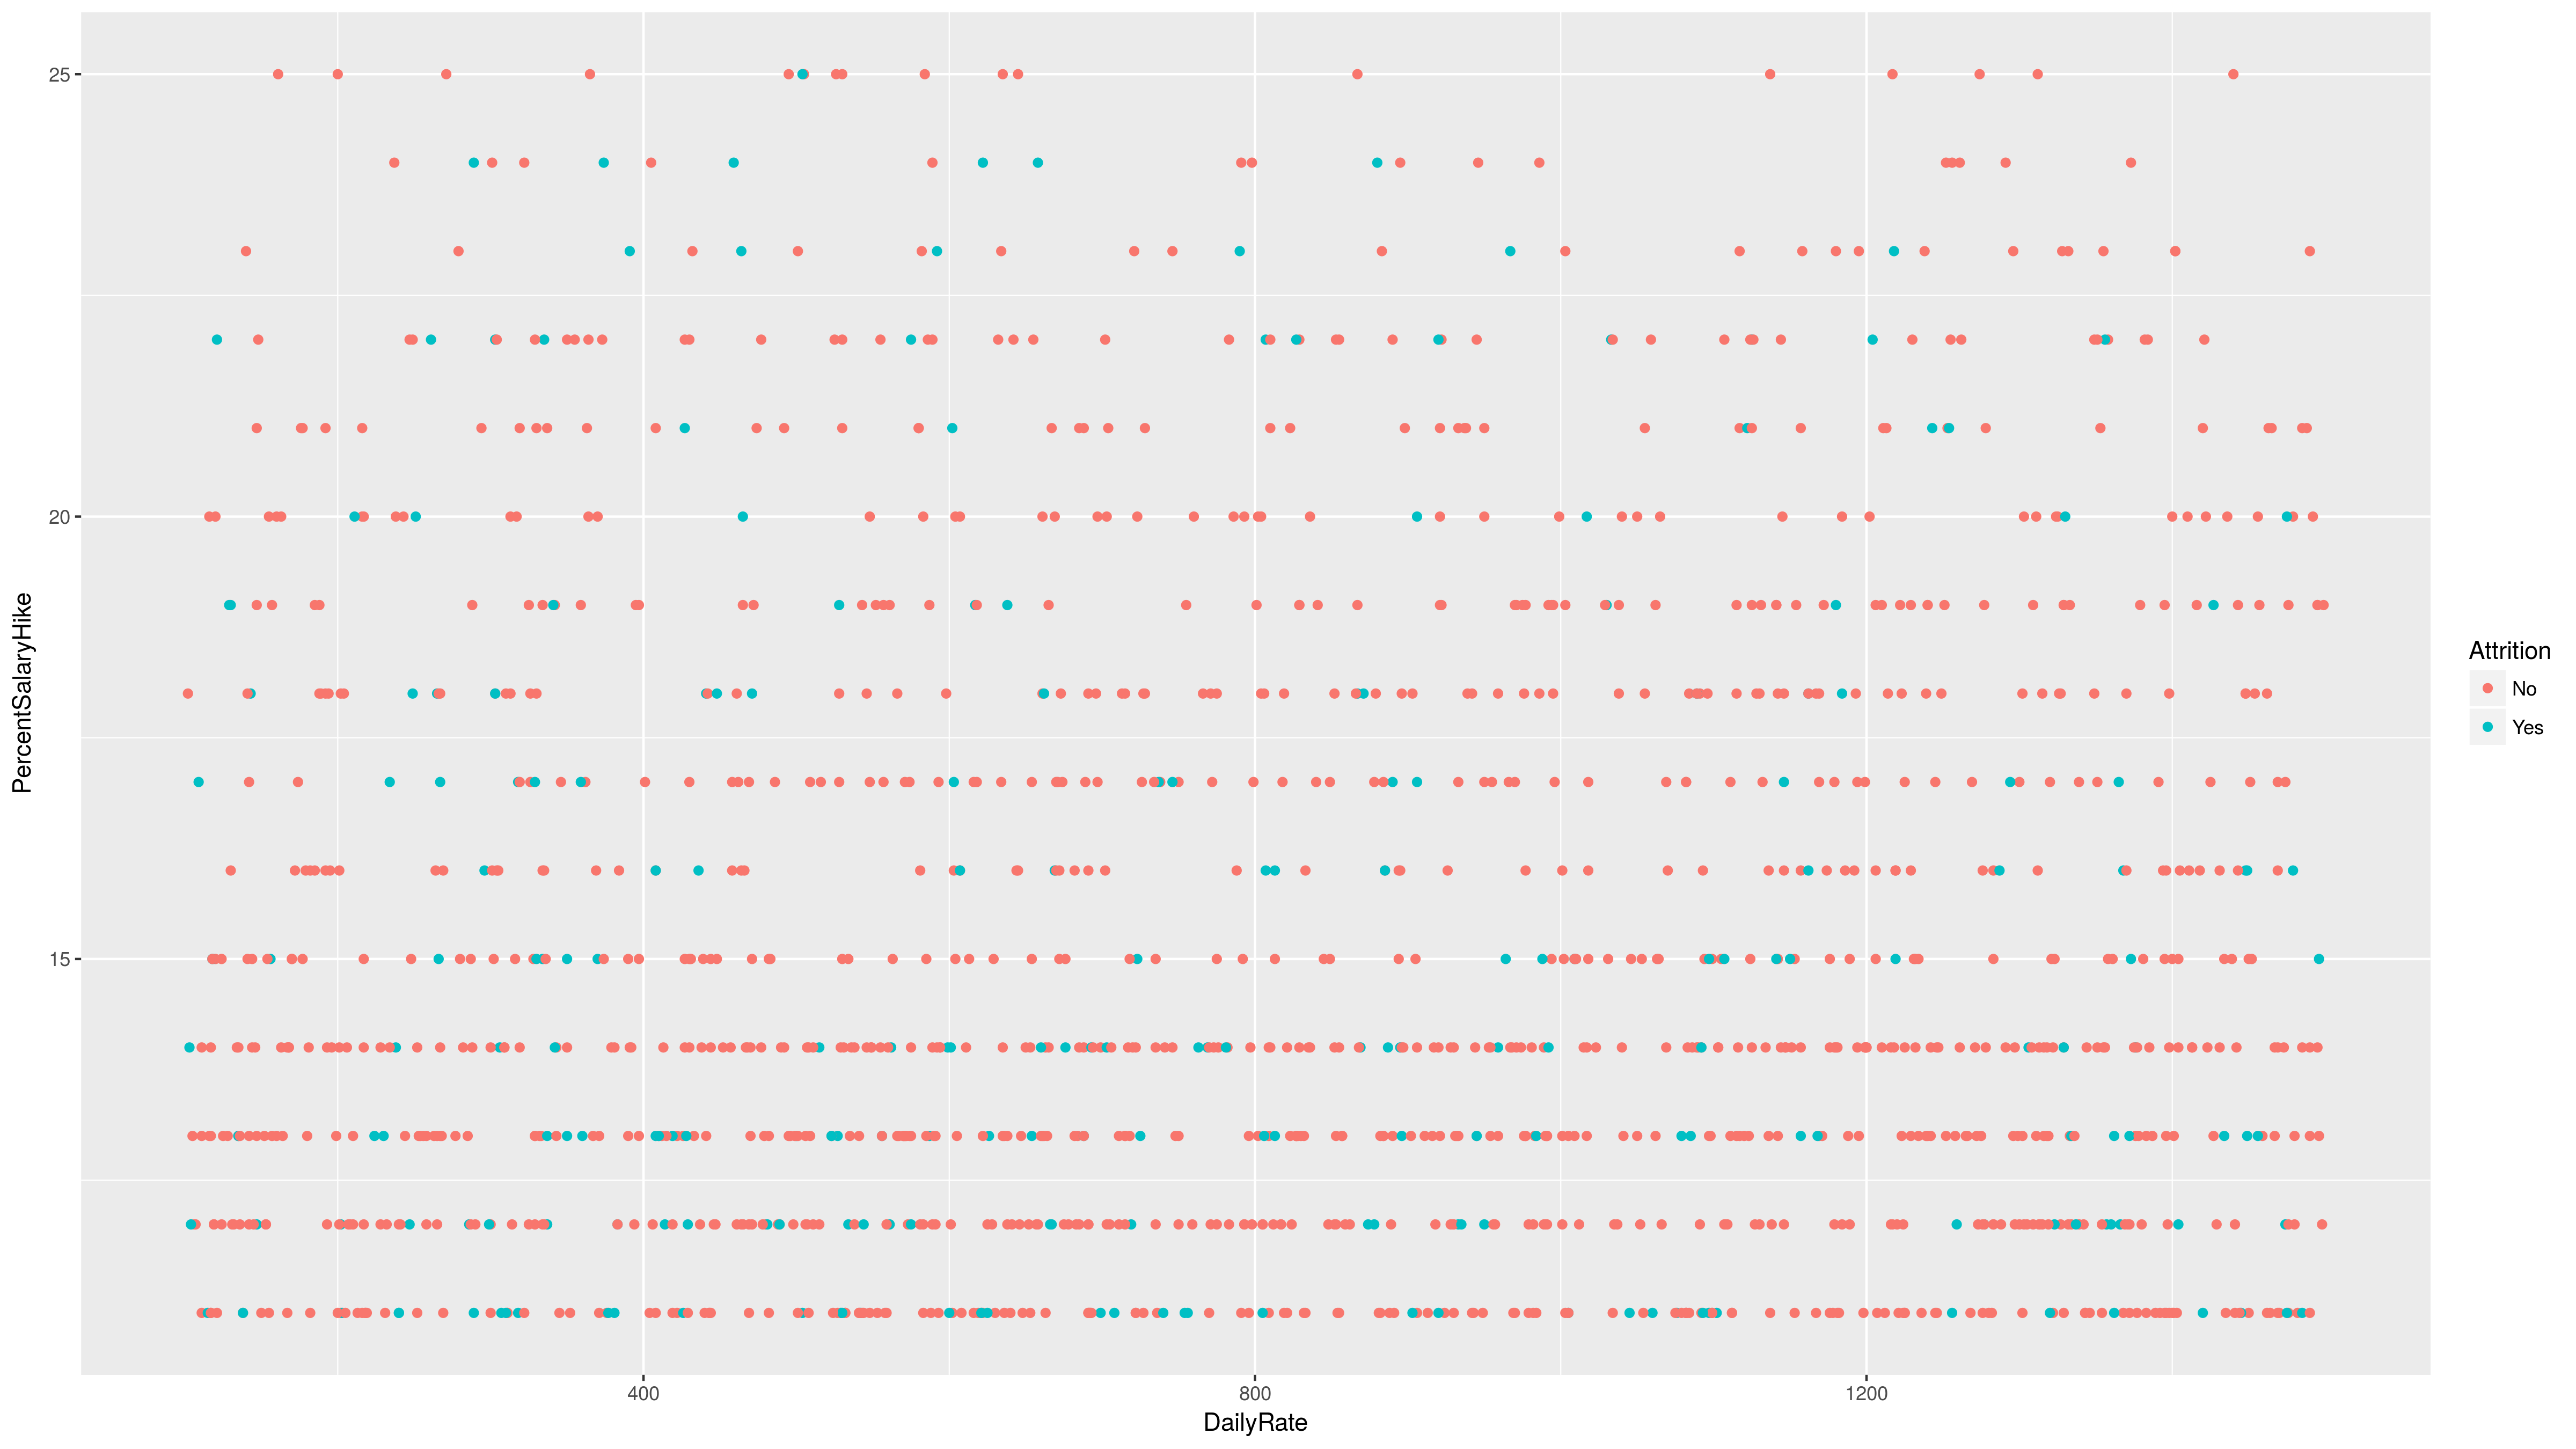 25
20
15
PercentSalaryHike
400
800
1200
DailyRate
Attrition
No
Yes